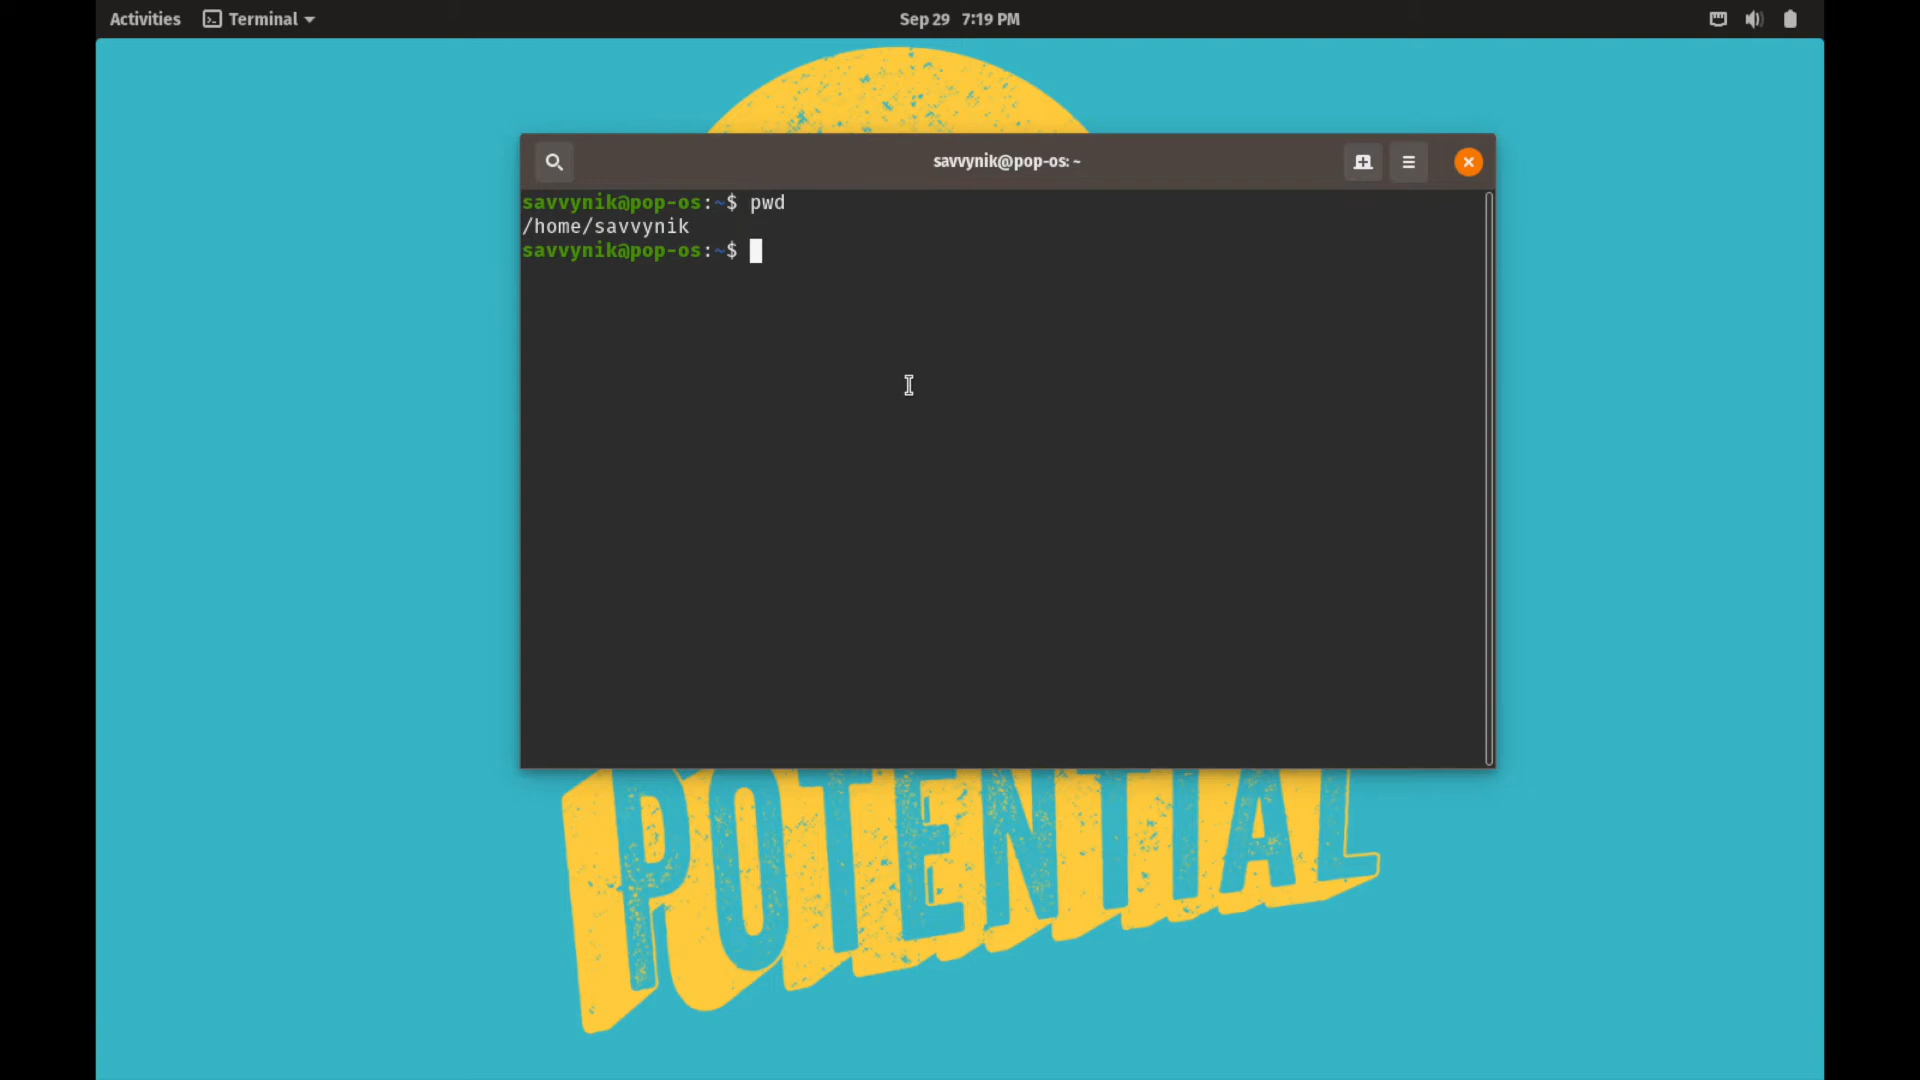 Activities Terminal Sep 29 7:19 PM
savvynik@pop-os: ~
savvynik@pop-os:~$ pwd
/home/savvynik
savvynik@pop-os:~$
POTENTIAL